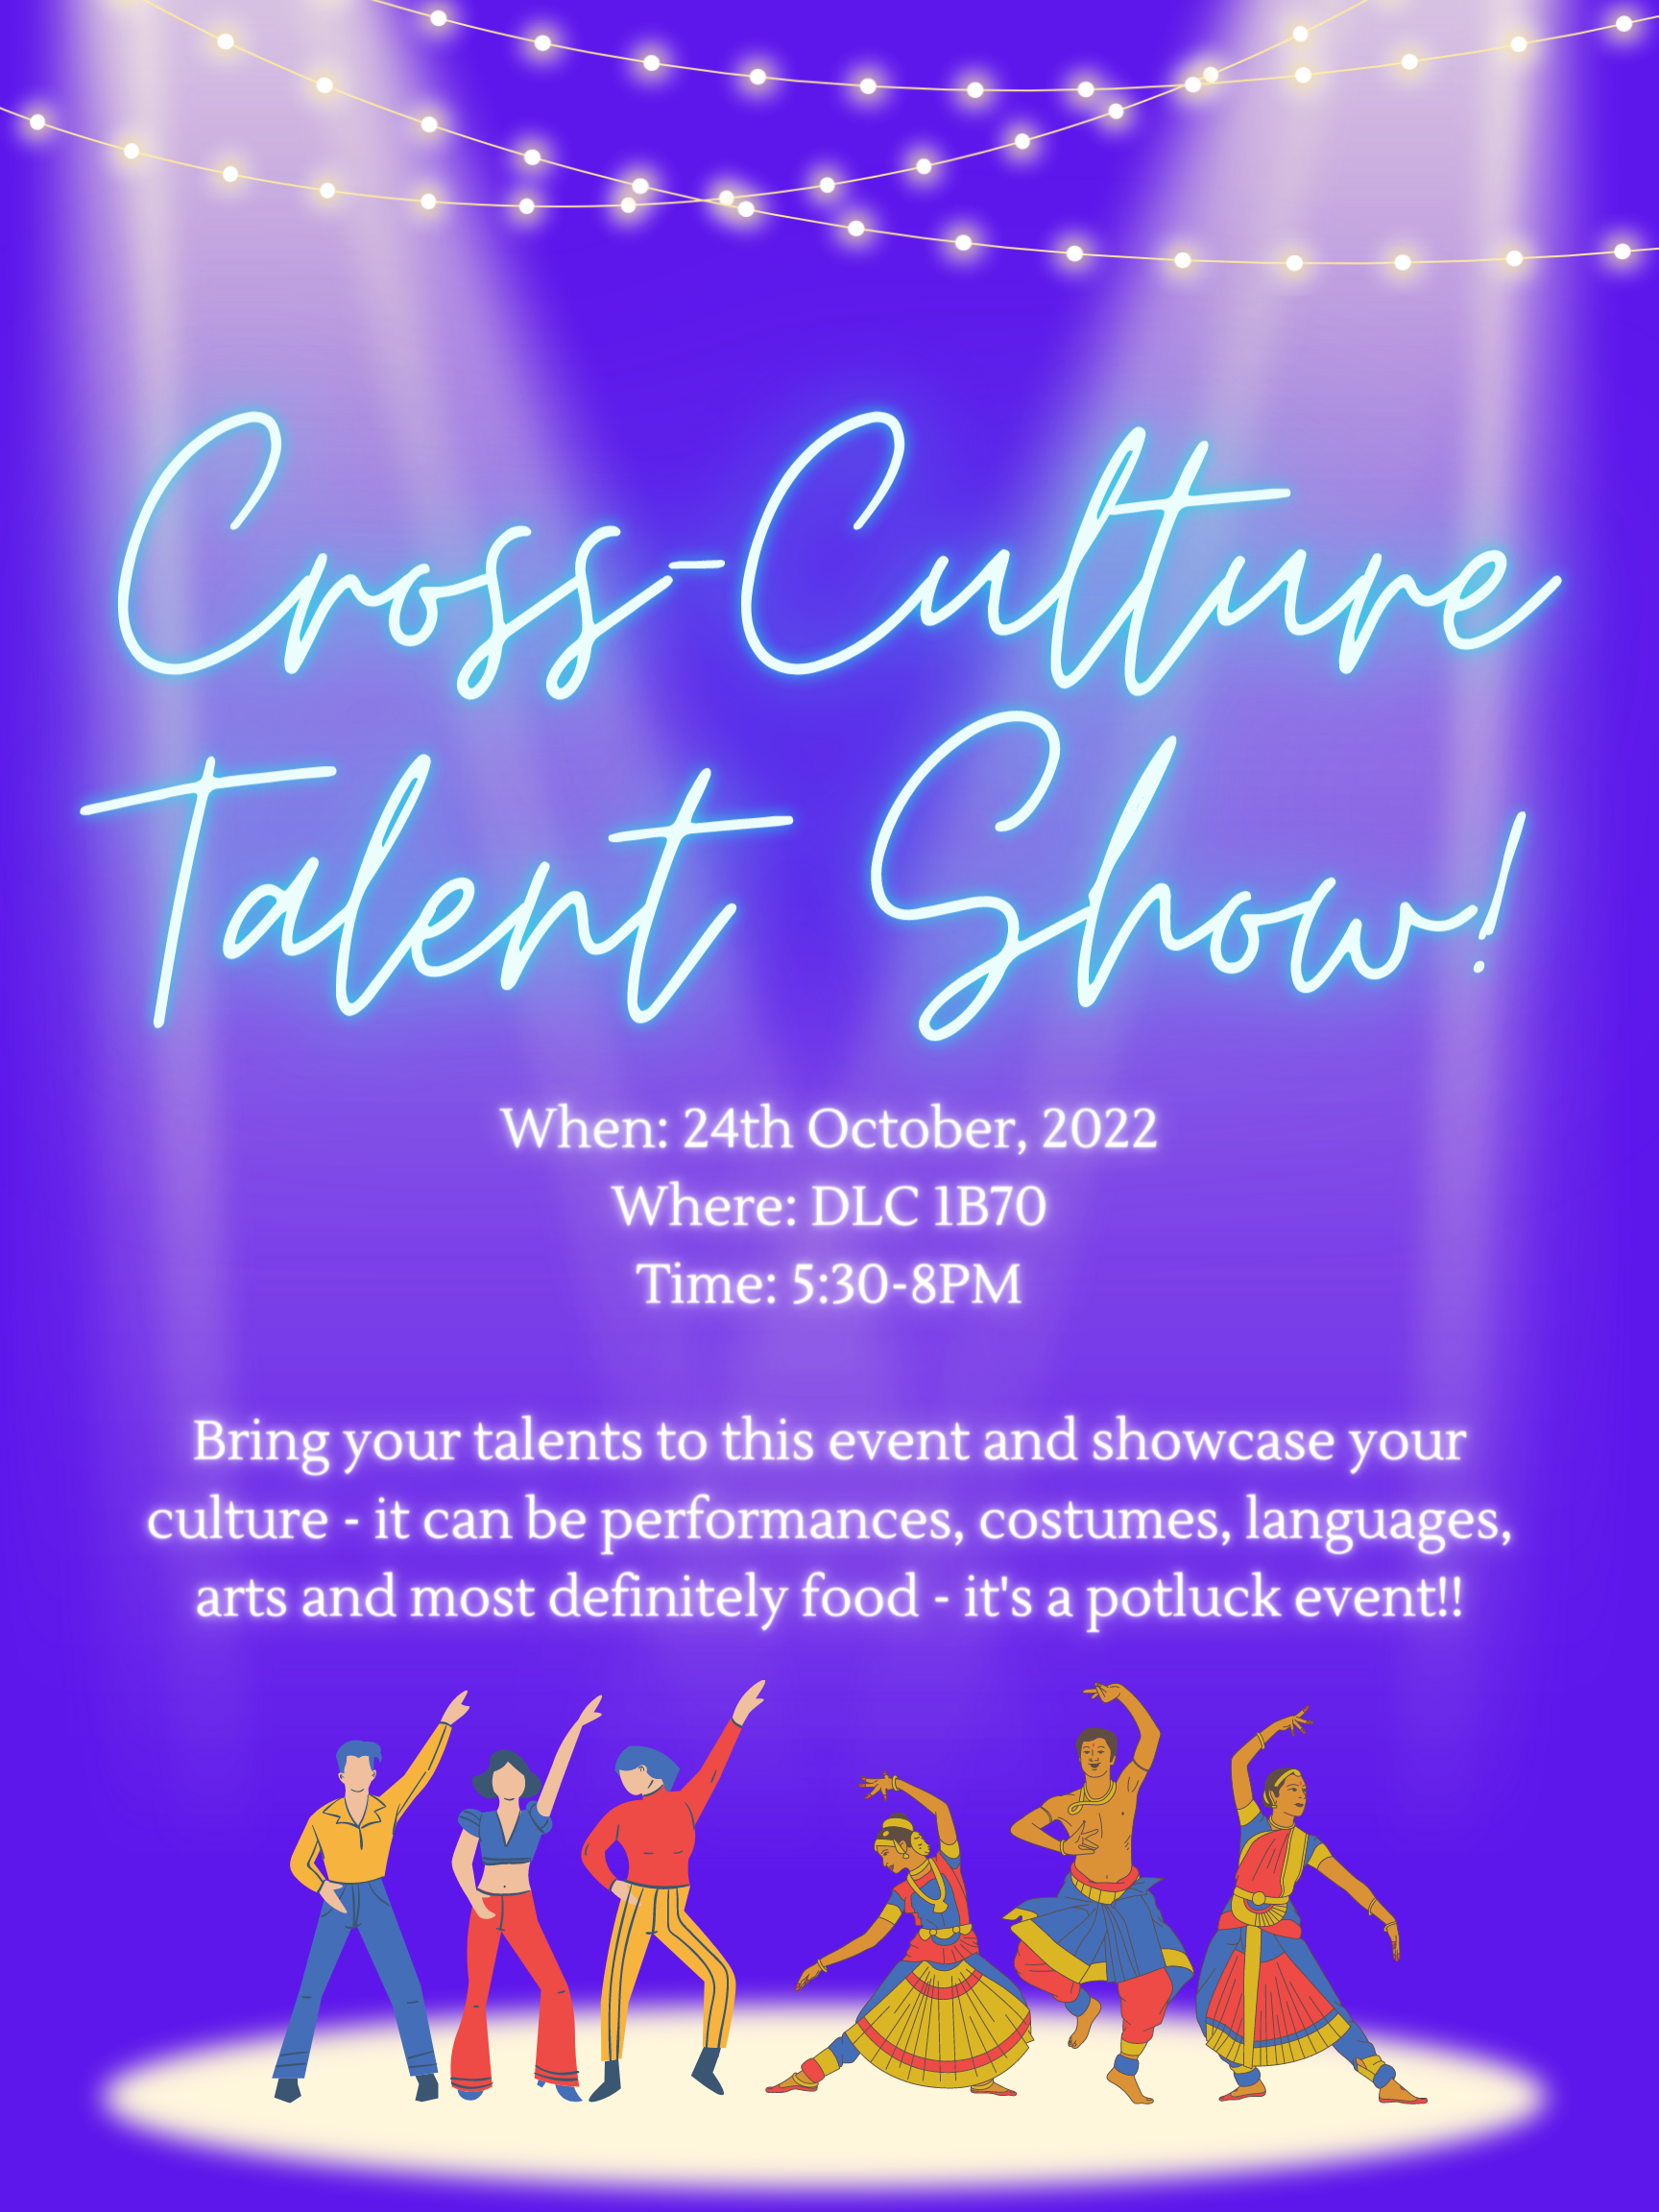 Cross-Culture
Talent Show!
When: 24th October, 2022
Where: DLC 1B70
Time: 5:30-8PM
Bring your talents to this event and showcase your
culture - it can be performances, costumes, languages,
arts and most definitely food - it's a potluck event!!